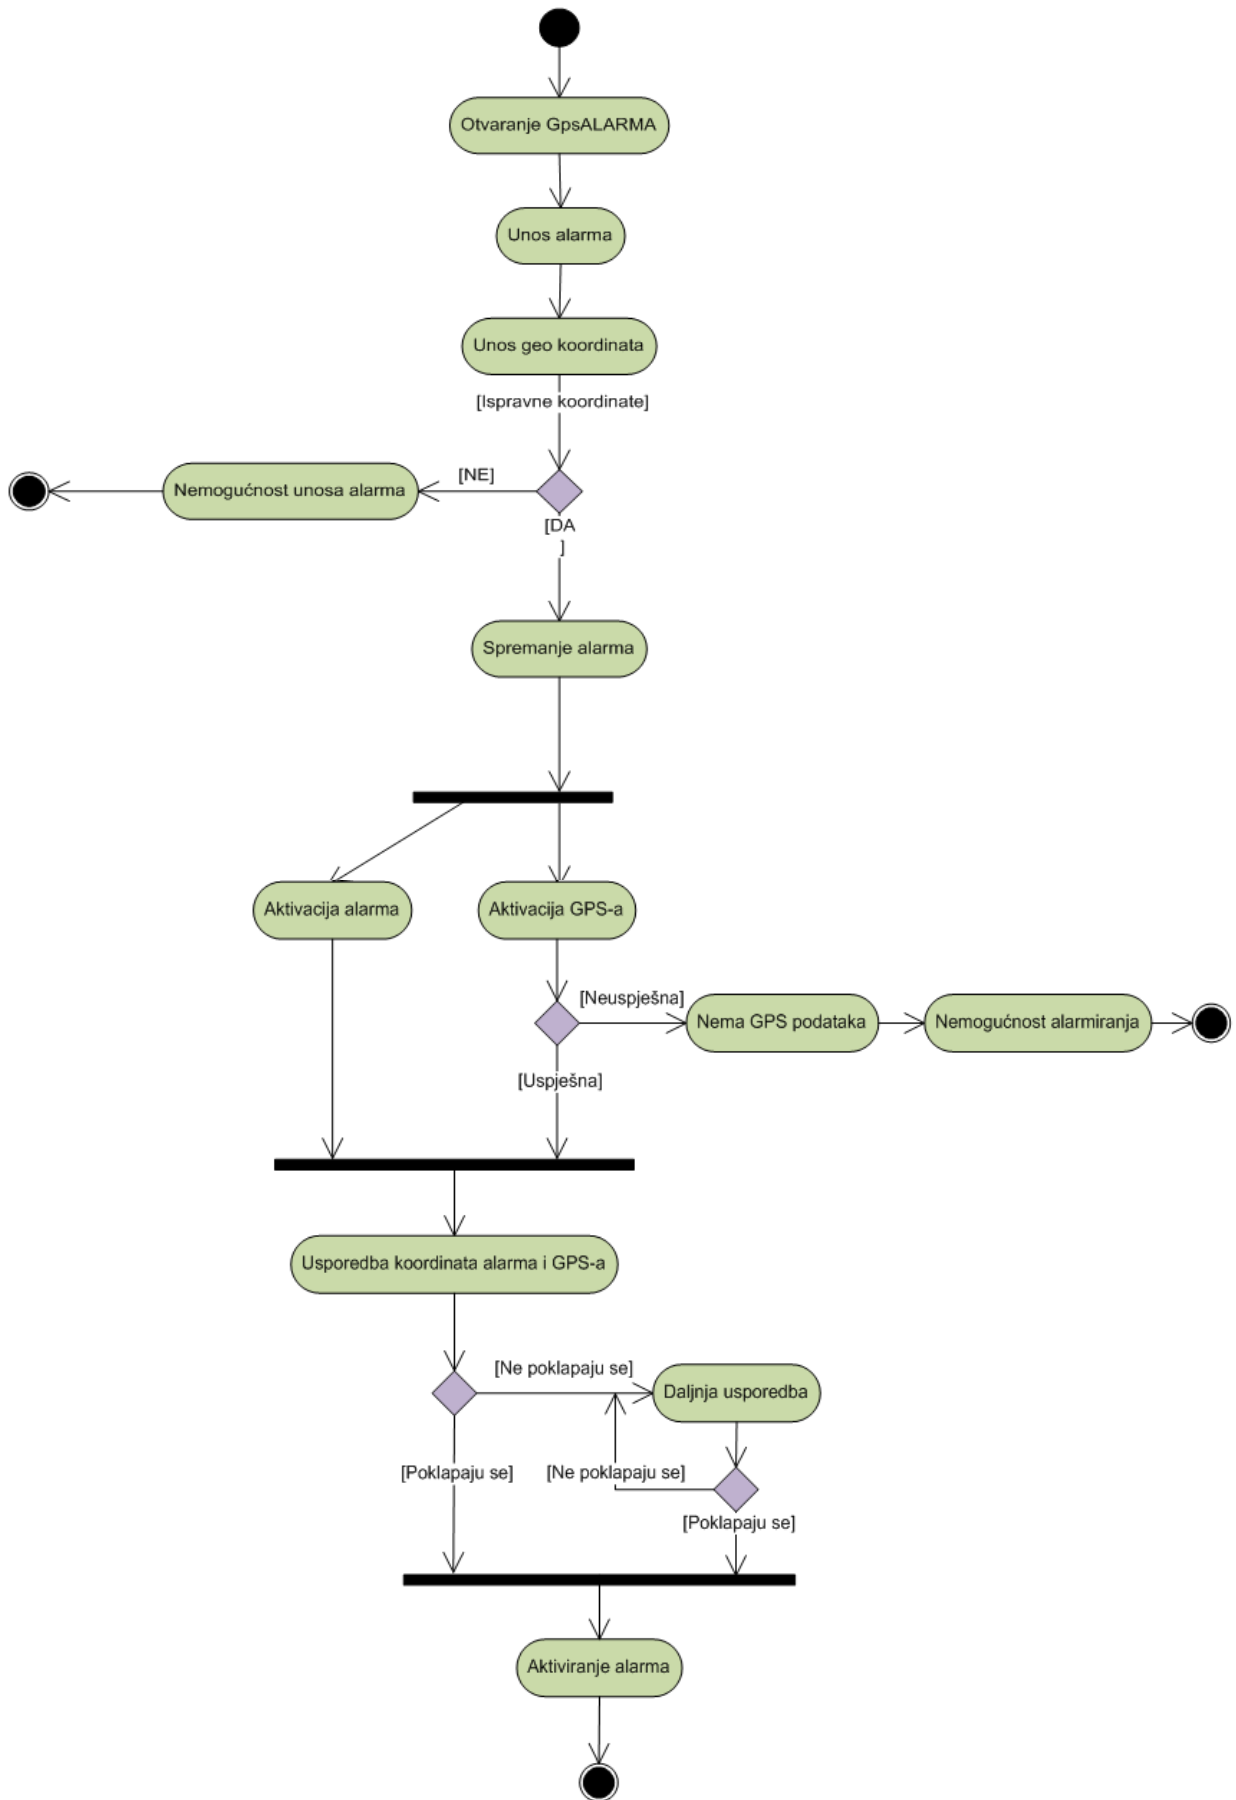 Otvaranje GpsALARMA
Unos alarma
Unos geo koordinata
[Ispravne koordinate]
Nemogućnost unosa alarma
[NE]
[DA
]
Spremanje alarma
Aktivacija alarma
Aktivacija GPS-a
[Neuspješna]
Nema GPS podataka
Nemogućnost alarmiranja
[Uspješna]
Usporedba koordinata alarma i GPS-a
[Ne poklapaju se]
Daljnja usporedba
[Poklapaju se]
[Ne poklapaju se]
[Poklapaju se]
Aktiviranje alarma